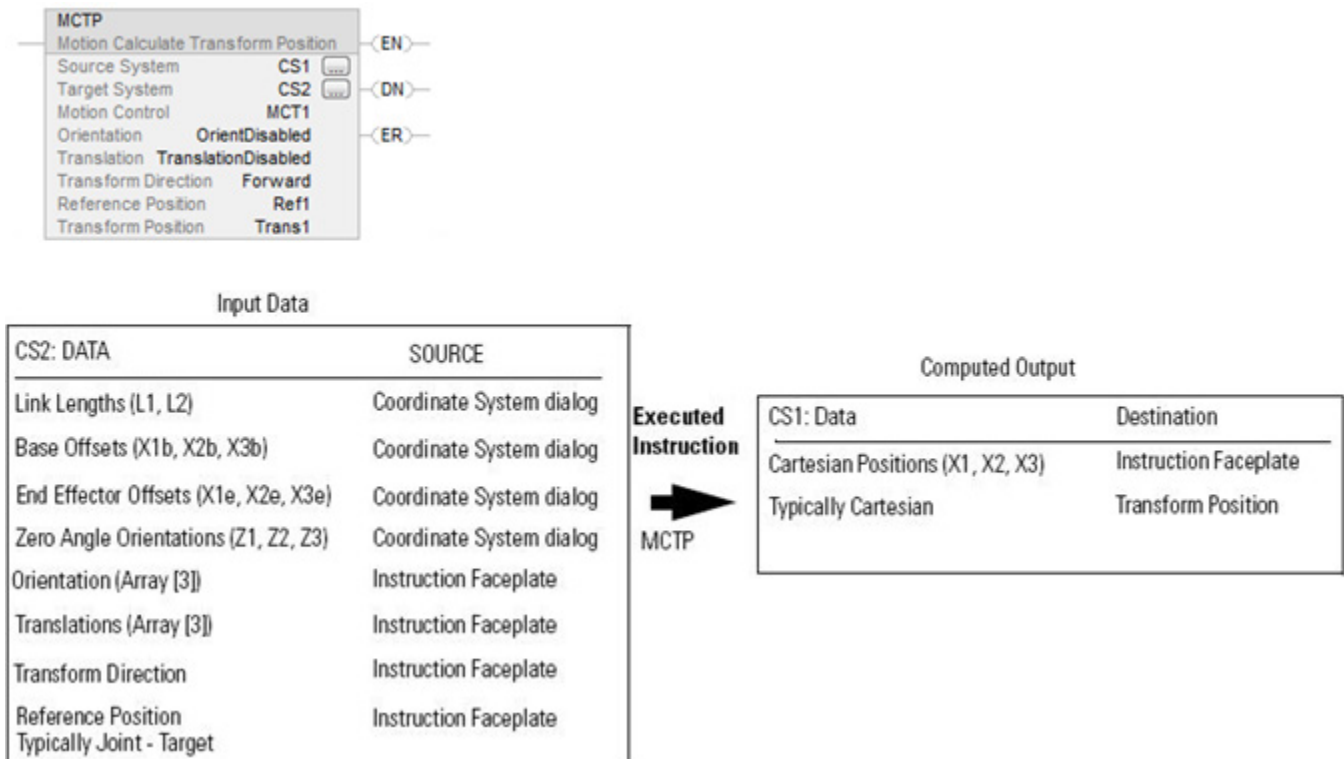 MCTP
Motion Calculate Transform Position (EN)
Source System CS1 ...
Target System CS2 ... (DN)
Motion Control MCT1
Orientation OrientDisabled (ER)
Translation TranslationDisabled
Transform Direction Forward
Reference Position Ref1
Transform Position Trans1
Input Data
CS2: DATA SOURCE
Link Lengths (L1, L2) Coordinate System dialog
Base Offsets (X1b, X2b, X3b) Coordinate System dialog
End Effector Offsets (X1e, X2e, X3e) Coordinate System dialog
Zero Angle Orientations (Z1, Z2, Z3) Coordinate System dialog
Orientation (Array [3]) Instruction Faceplate
Translations (Array [3]) Instruction Faceplate
Transform Direction Instruction Faceplate
Reference Position Instruction Faceplate
Typically Joint - Target
Executed
Instruction
MCTP
Computed Output
CS1: Data Destination
Cartesian Positions (X1, X2, X3) Instruction Faceplate
Typically Cartesian Transform Position